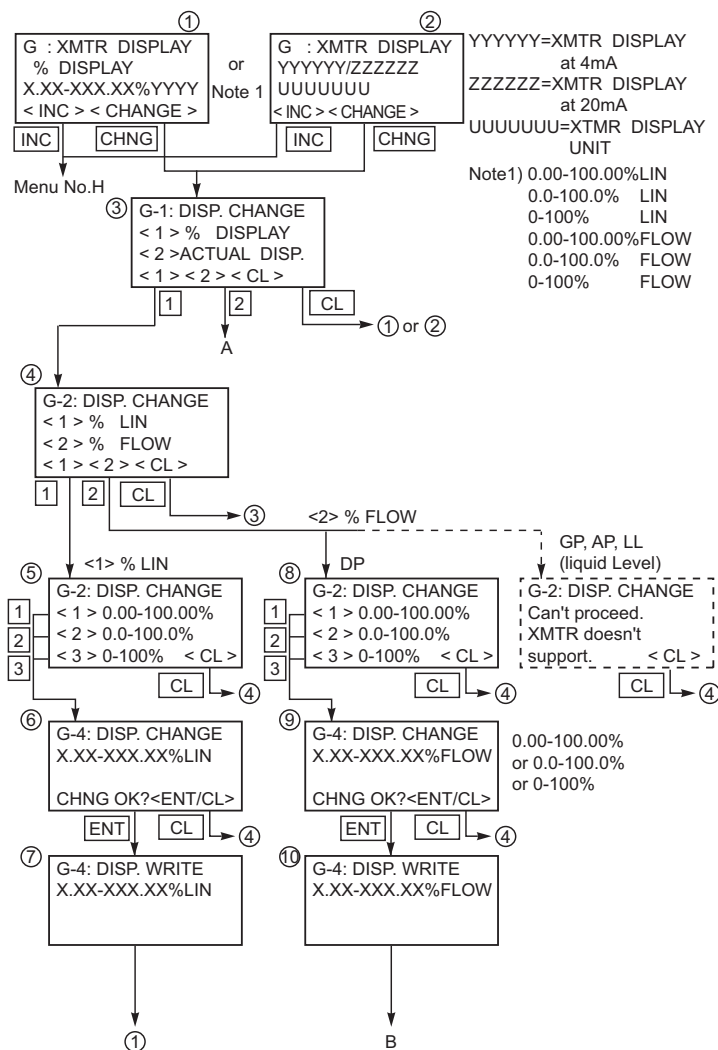 ①
G : XMTR DISPLAY
% DISPLAY
X.XX-XXX.XX%YYYY
< INC > < CHANGE >
or
Note 1
②
G : XMTR DISPLAY
YYYYYY/ZZZZZZ
UUUUUUU
< INC > < CHANGE >
YYYYYY=XMTR DISPLAY
at 4mA
ZZZZZZ=XMTR DISPLAY
at 20mA
UUUUUUU=XTMR DISPLAY
UNIT
INC
CHNG
INC
CHNG
Menu No.H
Note1) 0.00-100.00%LIN
0.0-100.0% LIN
0-100% LIN
0.00-100.00%FLOW
0.0-100.0% FLOW
0-100% FLOW
③
G-1: DISP. CHANGE
< 1 > % DISPLAY
< 2 >ACTUAL DISP.
< 1 > < 2 > < CL >
1
2
CL
① or ②
A
④
G-2: DISP. CHANGE
< 1 > % LIN
< 2 > % FLOW
< 1 > < 2 > < CL >
1
2
CL
③
<2> % FLOW
<1> % LIN
DP
GP, AP, LL
(liquid Level)
⑤
G-2: DISP. CHANGE
< 1 > 0.00-100.00%
< 2 > 0.0-100.0%
< 3 > 0-100% < CL >
1
2
3
CL
④
⑧
G-2: DISP. CHANGE
< 1 > 0.00-100.00%
< 2 > 0.0-100.0%
< 3 > 0-100% < CL >
1
2
3
CL
④
G-2: DISP. CHANGE
Can't proceed.
XMTR doesn't
support. < CL >
CL
④
⑥
G-4: DISP. CHANGE
X.XX-XXX.XX%LIN
CHNG OK?<ENT/CL>
ENT
CL
④
⑨
G-4: DISP. CHANGE
X.XX-XXX.XX%FLOW
CHNG OK?<ENT/CL>
ENT
CL
④
0.00-100.00%
or 0.0-100.0%
or 0-100%
⑦
G-4: DISP. WRITE
X.XX-XXX.XX%LIN
①
⑩
G-4: DISP. WRITE
X.XX-XXX.XX%FLOW
B